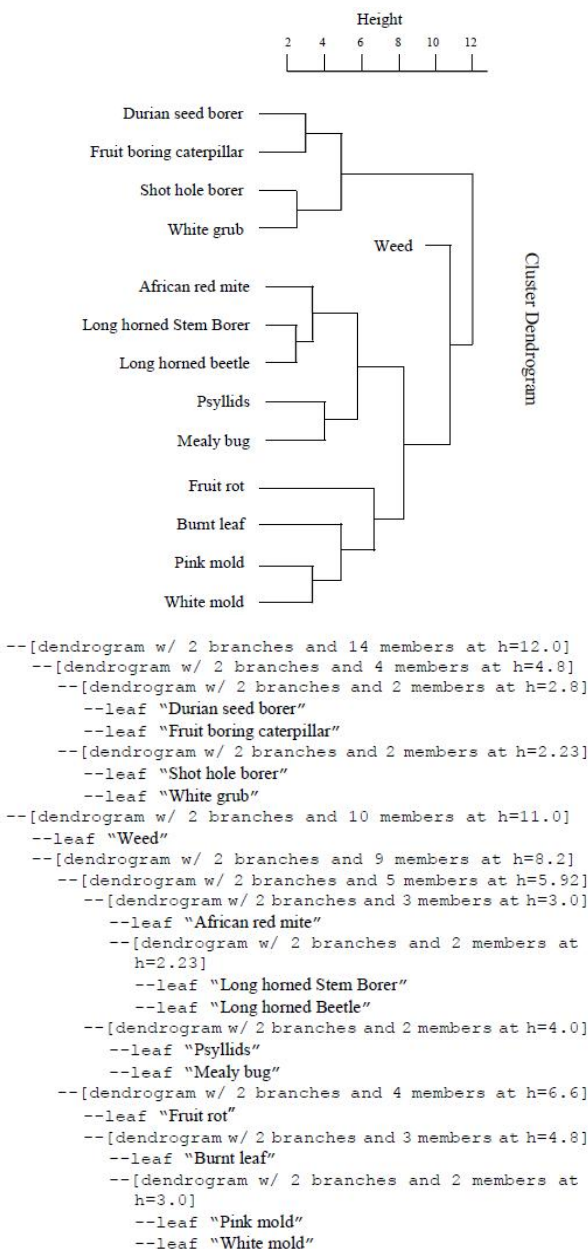 Height
2 4 6 8 10 12
Durian seed borer
Fruit boring caterpillar
Shot hole borer
White grub
Weed
African red mite
Long horned Stem Borer
Long horned beetle
Psyllids
Mealy bug
Fruit rot
Burnt leaf
Pink mold
White mold
Cluster Dendrogram
--[dendrogram w/ 2 branches and 14 members at h=12.0]
--[dendrogram w/ 2 branches and 4 members at h=4.8]
--[dendrogram w/ 2 branches and 2 members at h=2.8]
--leaf “Durian seed borer”
--leaf “Fruit boring caterpillar”
--[dendrogram w/ 2 branches and 2 members at h=2.23]
--leaf “Shot hole borer”
--leaf “White grub”
--[dendrogram w/ 2 branches and 10 members at h=11.0]
--leaf “Weed”
--[dendrogram w/ 2 branches and 9 members at h=8.2]
--[dendrogram w/ 2 branches and 5 members at h=5.92]
--[dendrogram w/ 2 branches and 3 members at h=3.0]
--leaf “African red mite”
--[dendrogram w/ 2 branches and 2 members at
h=2.23]
--leaf “Long horned Stem Borer”
--leaf “Long horned Beetle”
--[dendrogram w/ 2 branches and 2 members at h=4.0]
--leaf “Psyllids”
--leaf “Mealy bug”
--[dendrogram w/ 2 branches and 4 members at h=6.6]
--leaf “Fruit rot”
--[dendrogram w/ 2 branches and 3 members at h=4.8]
--leaf “Burnt leaf”
--[dendrogram w/ 2 branches and 2 members at
h=3.0]
--leaf “Pink mold”
--leaf “White mold”